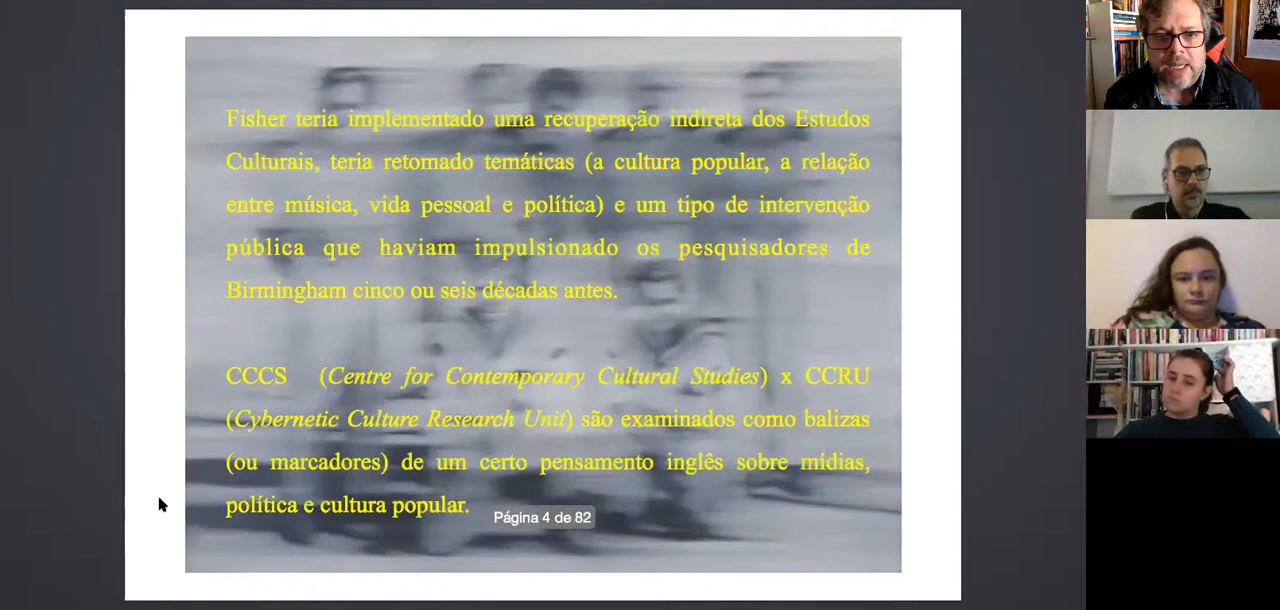 Fisher teria implementado uma recuperação indireta dos Estudos
Culturais, teria retomado temáticas (a cultura popular, a relação
entre música, vida pessoal e política) e um tipo de intervenção
pública que haviam impulsionado os pesquisadores de
Birmingham cinco ou seis décadas antes.
CCCS (Centre for Contemporary Cultural Studies) x CCRU
(Cybernetic Culture Research Unit) são examinados como balizas
(ou marcadores) de um certo pensamento inglês sobre mídias,
política e cultura popular.
Página 4 de 82